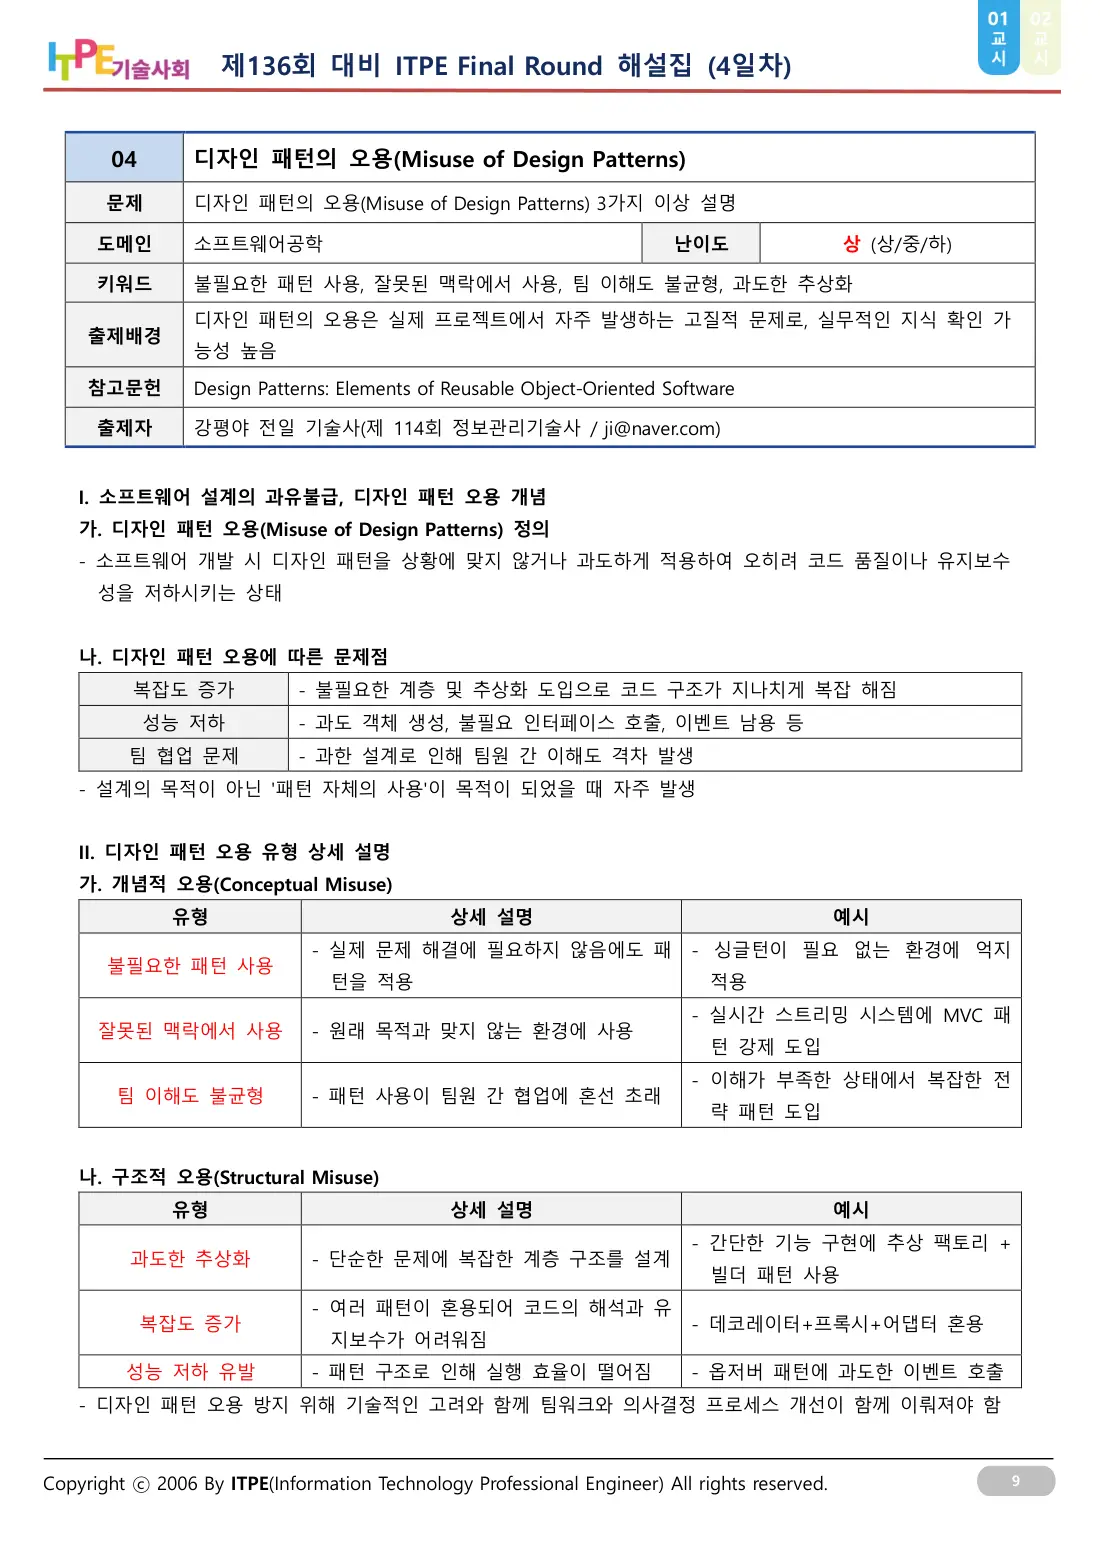 ITPE기술사회 제136회 대비 ITPE Final Round 해설집 (4일차)
01
교
시
02
교
시
04 디자인 패턴의 오용(Misuse of Design Patterns)
문제 디자인 패턴의 오용(Misuse of Design Patterns) 3가지 이상 설명
도메인 소프트웨어공학 난이도 상 (상/중/하)
키워드 불필요한 패턴 사용, 잘못된 맥락에서 사용, 팀 이해도 불균형, 과도한 추상화
출제배경 디자인 패턴의 오용은 실제 프로젝트에서 자주 발생하는 고질적 문제로, 실무적인 지식 확인 가
능성 높음
참고문헌 Design Patterns: Elements of Reusable Object-Oriented Software
출제자 강평야 전일 기술사(제 114회 정보관리기술사 / ji@naver.com)
I. 소프트웨어 설계의 과유불급, 디자인 패턴 오용 개념
가. 디자인 패턴 오용(Misuse of Design Patterns) 정의
- 소프트웨어 개발 시 디자인 패턴을 상황에 맞지 않거나 과도하게 적용하여 오히려 코드 품질이나 유지보수
성을 저하시키는 상태
나. 디자인 패턴 오용에 따른 문제점
복잡도 증가 - 불필요한 계층 및 추상화 도입으로 코드 구조가 지나치게 복잡 해짐
성능 저하 - 과도 객체 생성, 불필요 인터페이스 호출, 이벤트 남용 등
팀 협업 문제 - 과한 설계로 인해 팀원 간 이해도 격차 발생
- 설계의 목적이 아닌 '패턴 자체의 사용'이 목적이 되었을 때 자주 발생
II. 디자인 패턴 오용 유형 상세 설명
가. 개념적 오용(Conceptual Misuse)
유형 상세 설명 예시
불필요한 패턴 사용
- 실제 문제 해결에 필요하지 않음에도 패
턴을 적용
- 싱글턴이 필요 없는 환경에 억지
적용
잘못된 맥락에서 사용
- 원래 목적과 맞지 않는 환경에 사용
- 실시간 스트리밍 시스템에 MVC 패
턴 강제 도입
팀 이해도 불균형
- 패턴 사용이 팀원 간 협업에 혼선 초래
- 이해가 부족한 상태에서 복잡한 전
략 패턴 도입
나. 구조적 오용(Structural Misuse)
유형 상세 설명 예시
과도한 추상화
- 단순한 문제에 복잡한 계층 구조를 설계
- 간단한 기능 구현에 추상 팩토리 +
빌더 패턴 사용
복잡도 증가
- 여러 패턴이 혼용되어 코드의 해석과 유
지보수가 어려워짐
- 데코레이터+프록시+어댑터 혼용
성능 저하 유발 - 패턴 구조로 인해 실행 효율이 떨어짐 - 옵저버 패턴에 과도한 이벤트 호출
- 디자인 패턴 오용 방지 위해 기술적인 고려와 함께 팀워크와 의사결정 프로세스 개선이 함께 이뤄져야 함
Copyright ⓒ 2006 By ITPE(Information Technology Professional Engineer) All rights reserved. 9